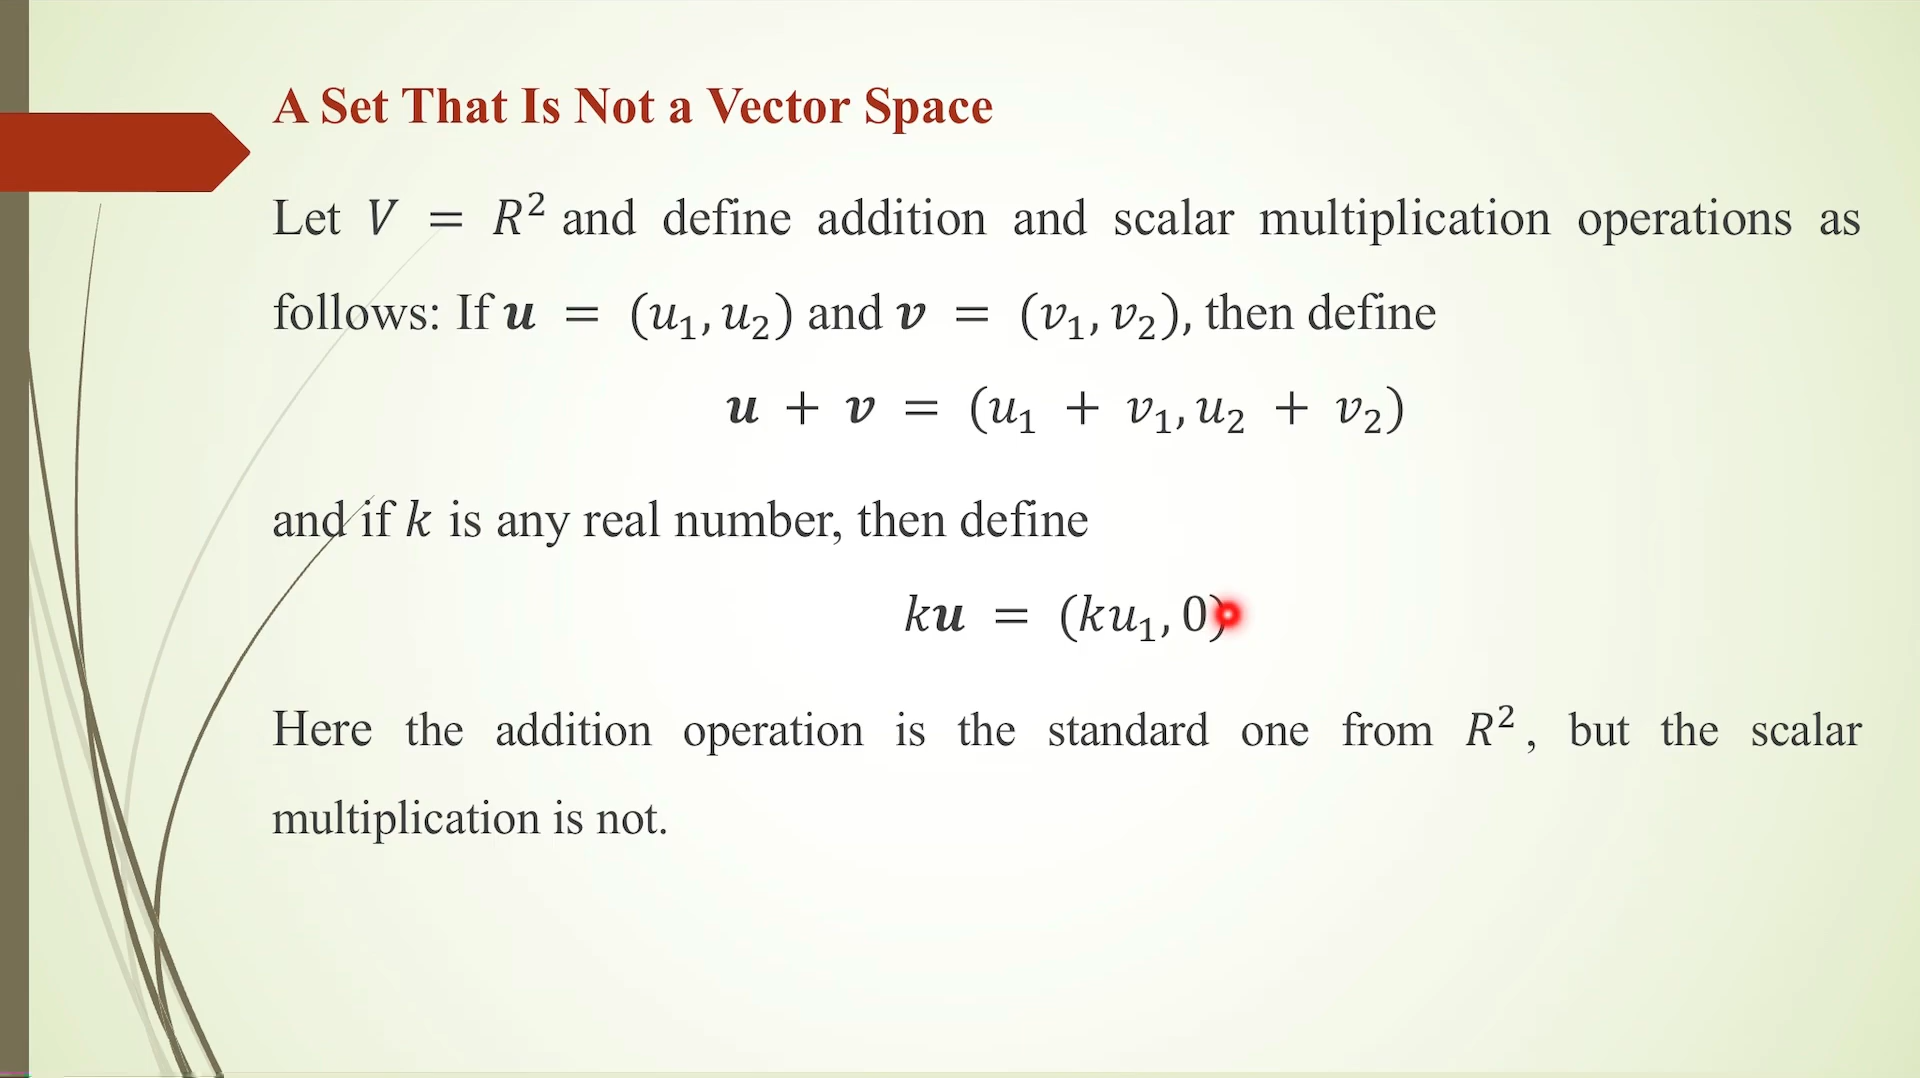 A Set That Is Not a Vector Space
Let V = R² and define addition and scalar multiplication operations as
follows: If u = (u₁, u₂) and v = (v₁, v₂), then define
u + v = (u₁ + v₁, u₂ + v₂)
and if k is any real number, then define
ku = (ku₁, 0)
Here the addition operation is the standard one from R², but the scalar
multiplication is not.